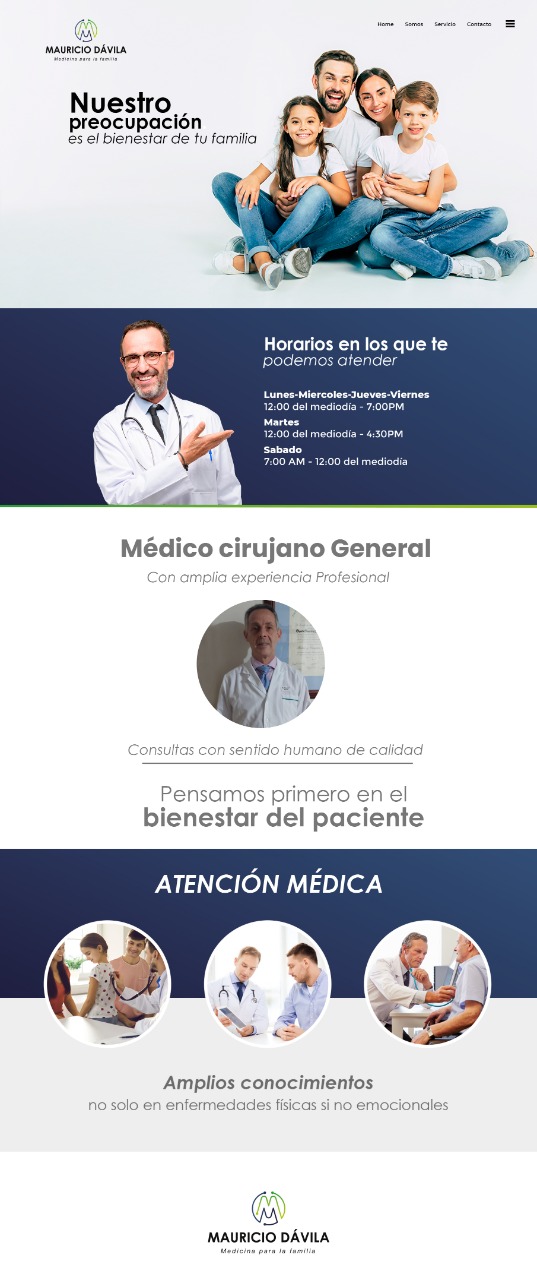 MAURICIO DÁVILA
Medicina para la familia
Home Somos Servicio Contacto
Nuestro
preocupación
es el bienestar de tu familia
Horarios en los que te
podemos atender
Lunes-Miercoles-Jueves-Viernes
12:00 del mediodía - 7:00PM
Martes
12:00 del mediodía - 4:30PM
Sabado
7:00 AM - 12:00 del mediodía
Médico cirujano General
Con amplia experiencia Profesional
Consultas con sentido humano de calidad
Pensamos primero en el
bienestar del paciente
ATENCIÓN MÉDICA
Amplios conocimientos
no solo en enfermedades físicas si no emocionales
MAURICIO DÁVILA
Medicina para la familia